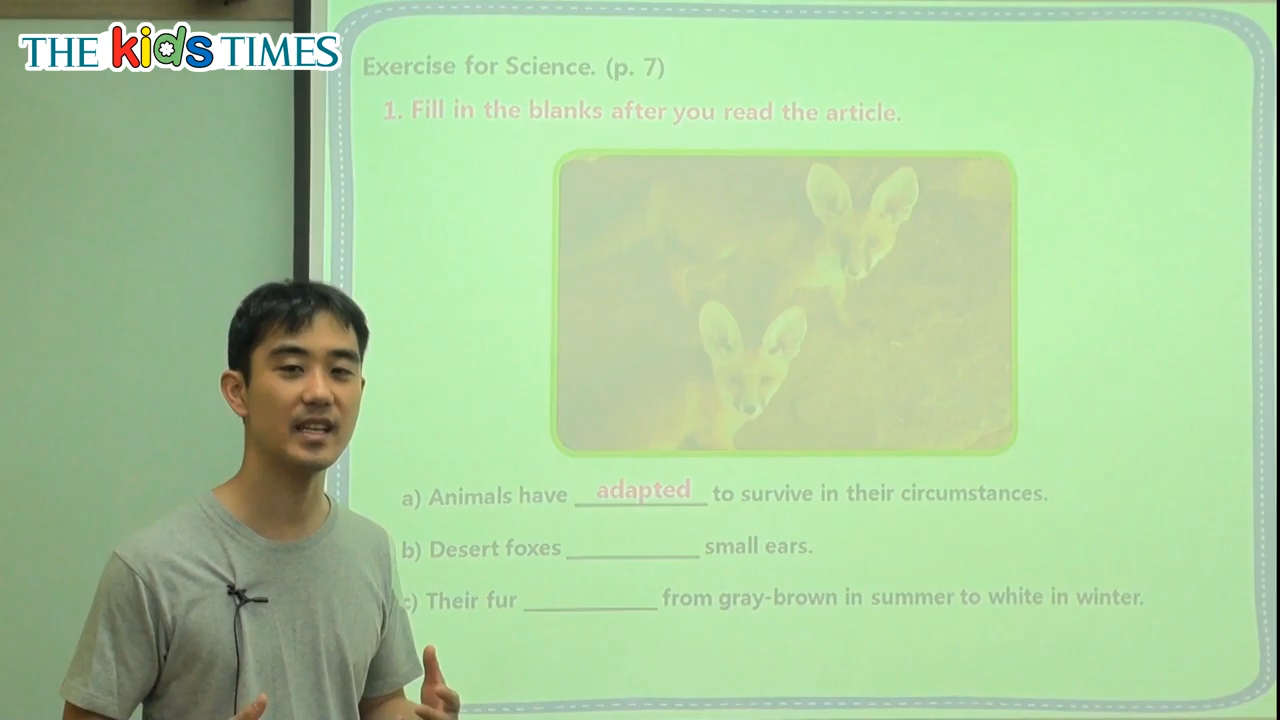 THE kids TIMES
Exercise for Science. (p. 7)
1. Fill in the blanks after you read the article.
a) Animals have adapted to survive in their circumstances.
b) Desert foxes __________ small ears.
c) Their fur __________ from gray-brown in summer to white in winter.